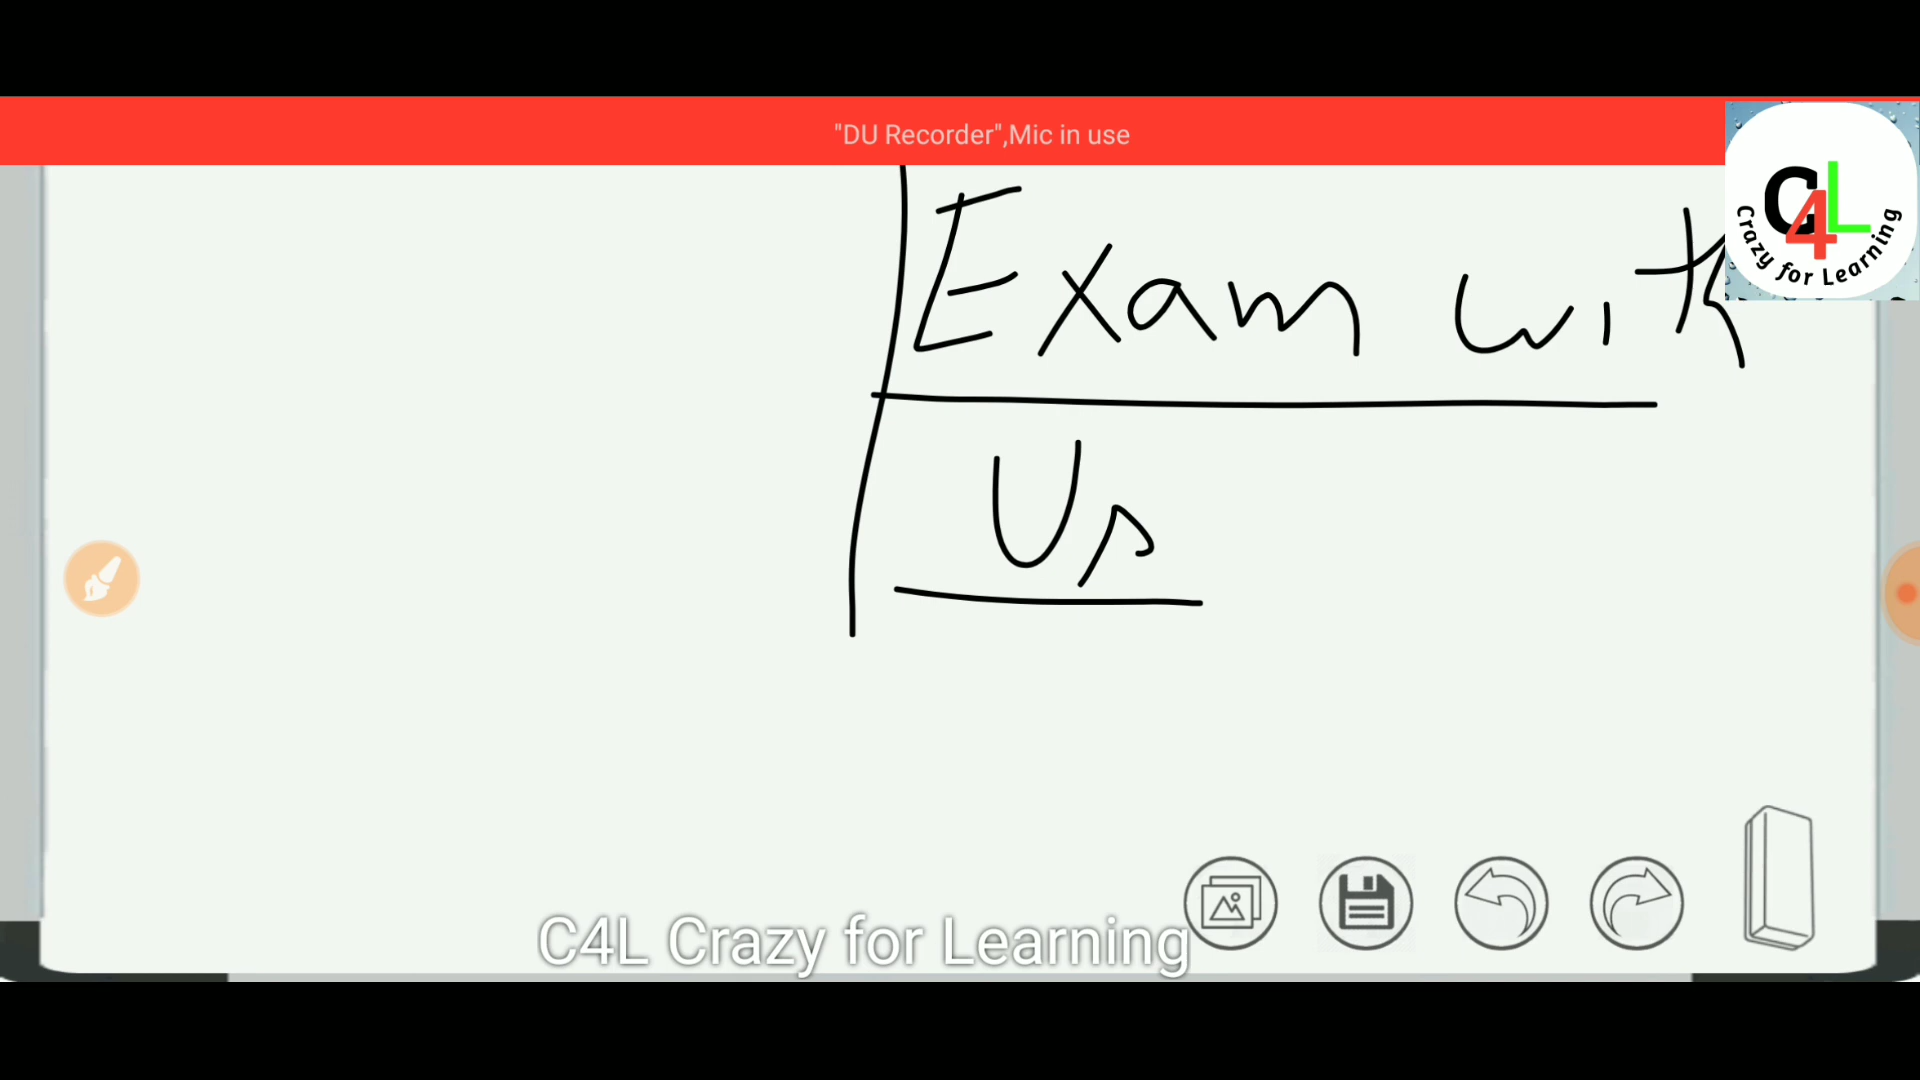 "DU Recorder",Mic in use
C4L
Crazy for Learning
Exam with
Us
C4L Crazy for Learning